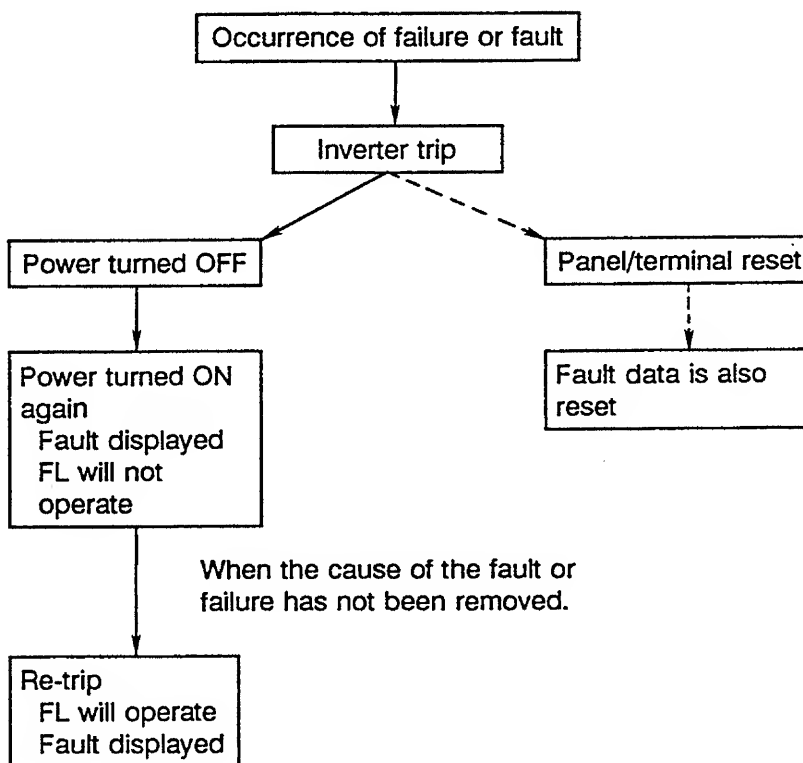 Occurrence of failure or fault
Inverter trip
Power turned OFF
Panel/terminal reset
Power turned ON
again
Fault displayed
FL will not
operate
Fault data is also
reset
When the cause of the fault or
failure has not been removed.
Re-trip
FL will operate
Fault displayed